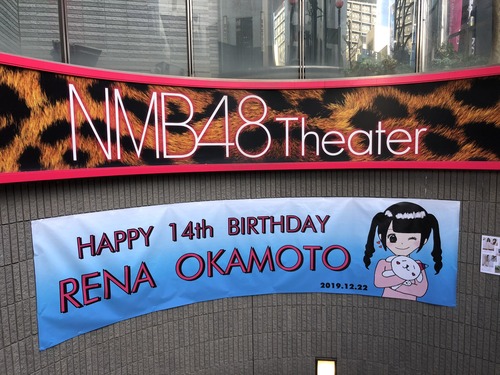 NMB48 Theater
HAPPY 14th BIRTHDAY
RENA OKAMOTO
2019.12.22